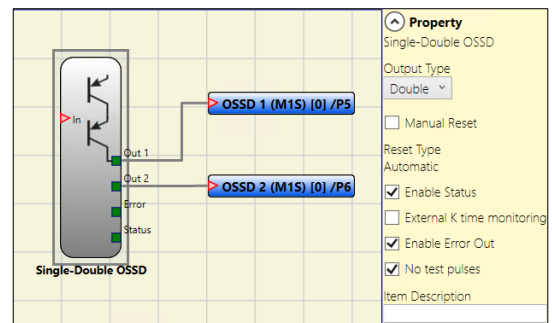 In
Out 1
Out 2
Error
Status
Single-Double OSSD
OSSD 1 (M1S) [0] /P5
OSSD 2 (M1S) [0] /P6
Property
Single-Double OSSD
Output Type
Double
Manual Reset
Reset Type
Automatic
Enable Status
External K time monitoring
Enable Error Out
No test pulses
Item Description